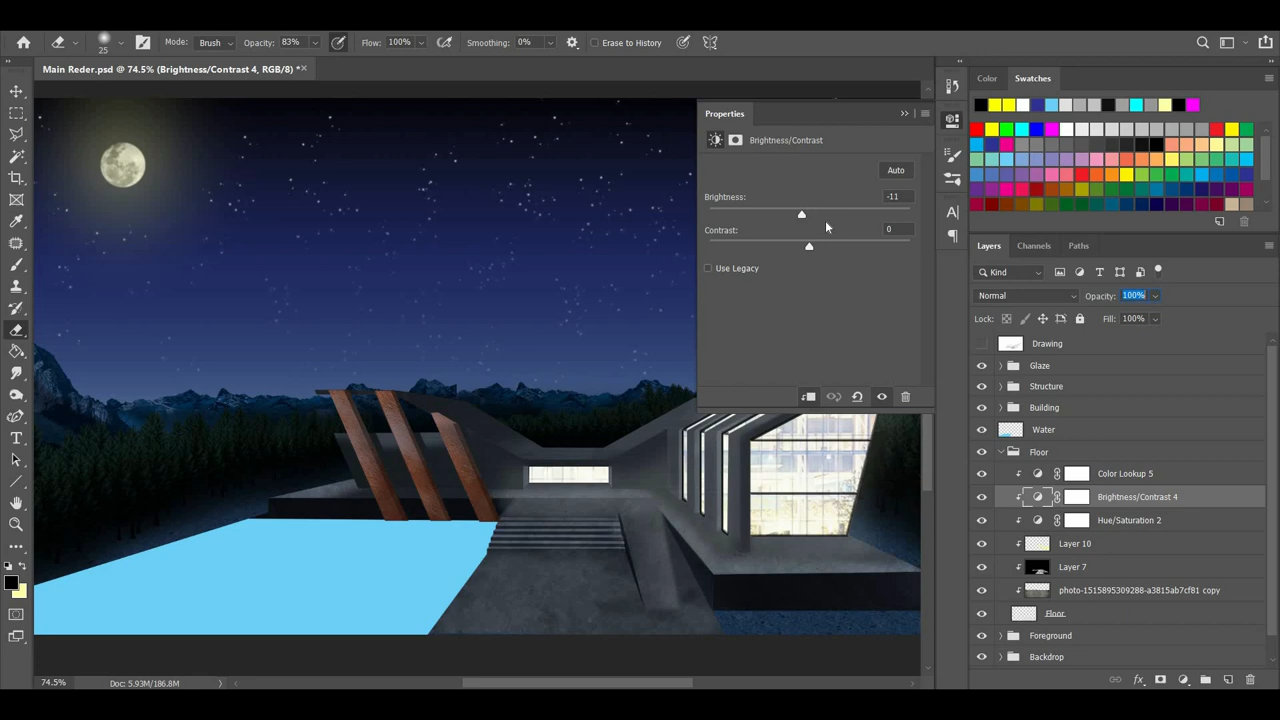 25
Mode: Brush
Opacity: 83%
Flow: 100%
Smoothing: 0%
Erase to History
Main Reder.psd @ 74.5% (Brightness/Contrast 4, RGB/8) *
Properties
Brightness/Contrast
Auto
Brightness: -11
Contrast: 0
Use Legacy
Color Swatches
Layers Channels Paths
Kind
Normal
Opacity: 100%
Lock:
Fill: 100%
Drawing
Glaze
Structure
Building
Water
Floor
Color Lookup 5
Brightness/Contrast 4
Hue/Saturation 2
Layer 10
Layer 7
photo-1515895309288-a3815ab7cf81 copy
Floor
Foreground
Backdrop
74.5% Doc: 5.93M/186.8M